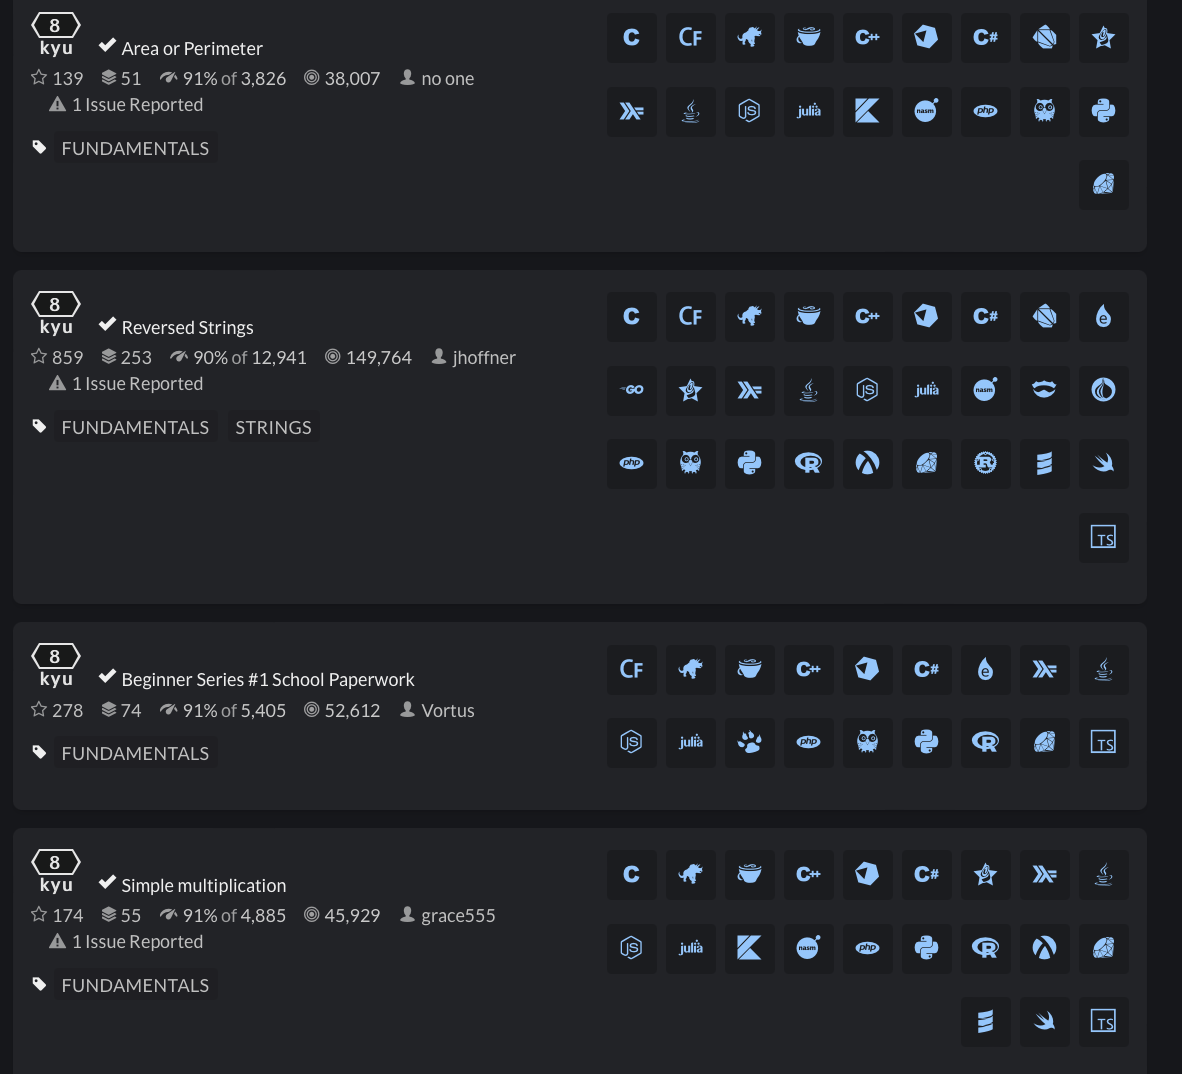 8
kyu
Area or Perimeter
139 51 91% of 3,826 38,007 no one
1 Issue Reported
FUNDAMENTALS
C CF C++ C#
JS julia nasm php
8
kyu
Reversed Strings
859 253 90% of 12,941 149,764 jhoffner
1 Issue Reported
FUNDAMENTALS STRINGS
C CF C++ C# e
GO JS julia nasm
php R R
TS
8
kyu
Beginner Series #1 School Paperwork
278 74 91% of 5,405 52,612 Vortus
FUNDAMENTALS
CF C++ C# e
JS julia php R TS
8
kyu
Simple multiplication
174 55 91% of 4,885 45,929 grace555
1 Issue Reported
FUNDAMENTALS
C C++ C#
JS julia nasm php R
TS